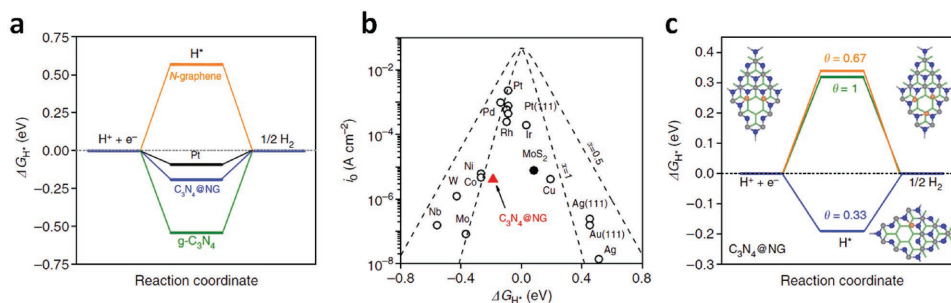 a
ΔG_H* (eV)
0.75
0.50
0.25
0.00
−0.25
−0.50
−0.75
H*
N-graphene
H⁺ + e⁻
1/2 H₂
Pt
C₃N₄@NG
g-C₃N₄
Reaction coordinate
b
i₀ (A cm⁻²)
10⁻²
10⁻⁴
10⁻⁶
10⁻⁸
Pt
Pd
Pt(111)
Rh
Ir
Ni
MoS₂
W
Co
Cu
Nb
Mo
C₃N₄@NG
Ag(111)
Au(111)
Ag
=1
=0.5
−0.8
−0.4
0.0
0.4
0.8
ΔG_H* (eV)
c
ΔG_H* (eV)
0.4
0.3
0.2
0.1
0.0
−0.1
−0.2
−0.3
θ = 0.67
θ = 1
H⁺ + e⁻
1/2 H₂
θ = 0.33
H*
C₃N₄@NG
Reaction coordinate